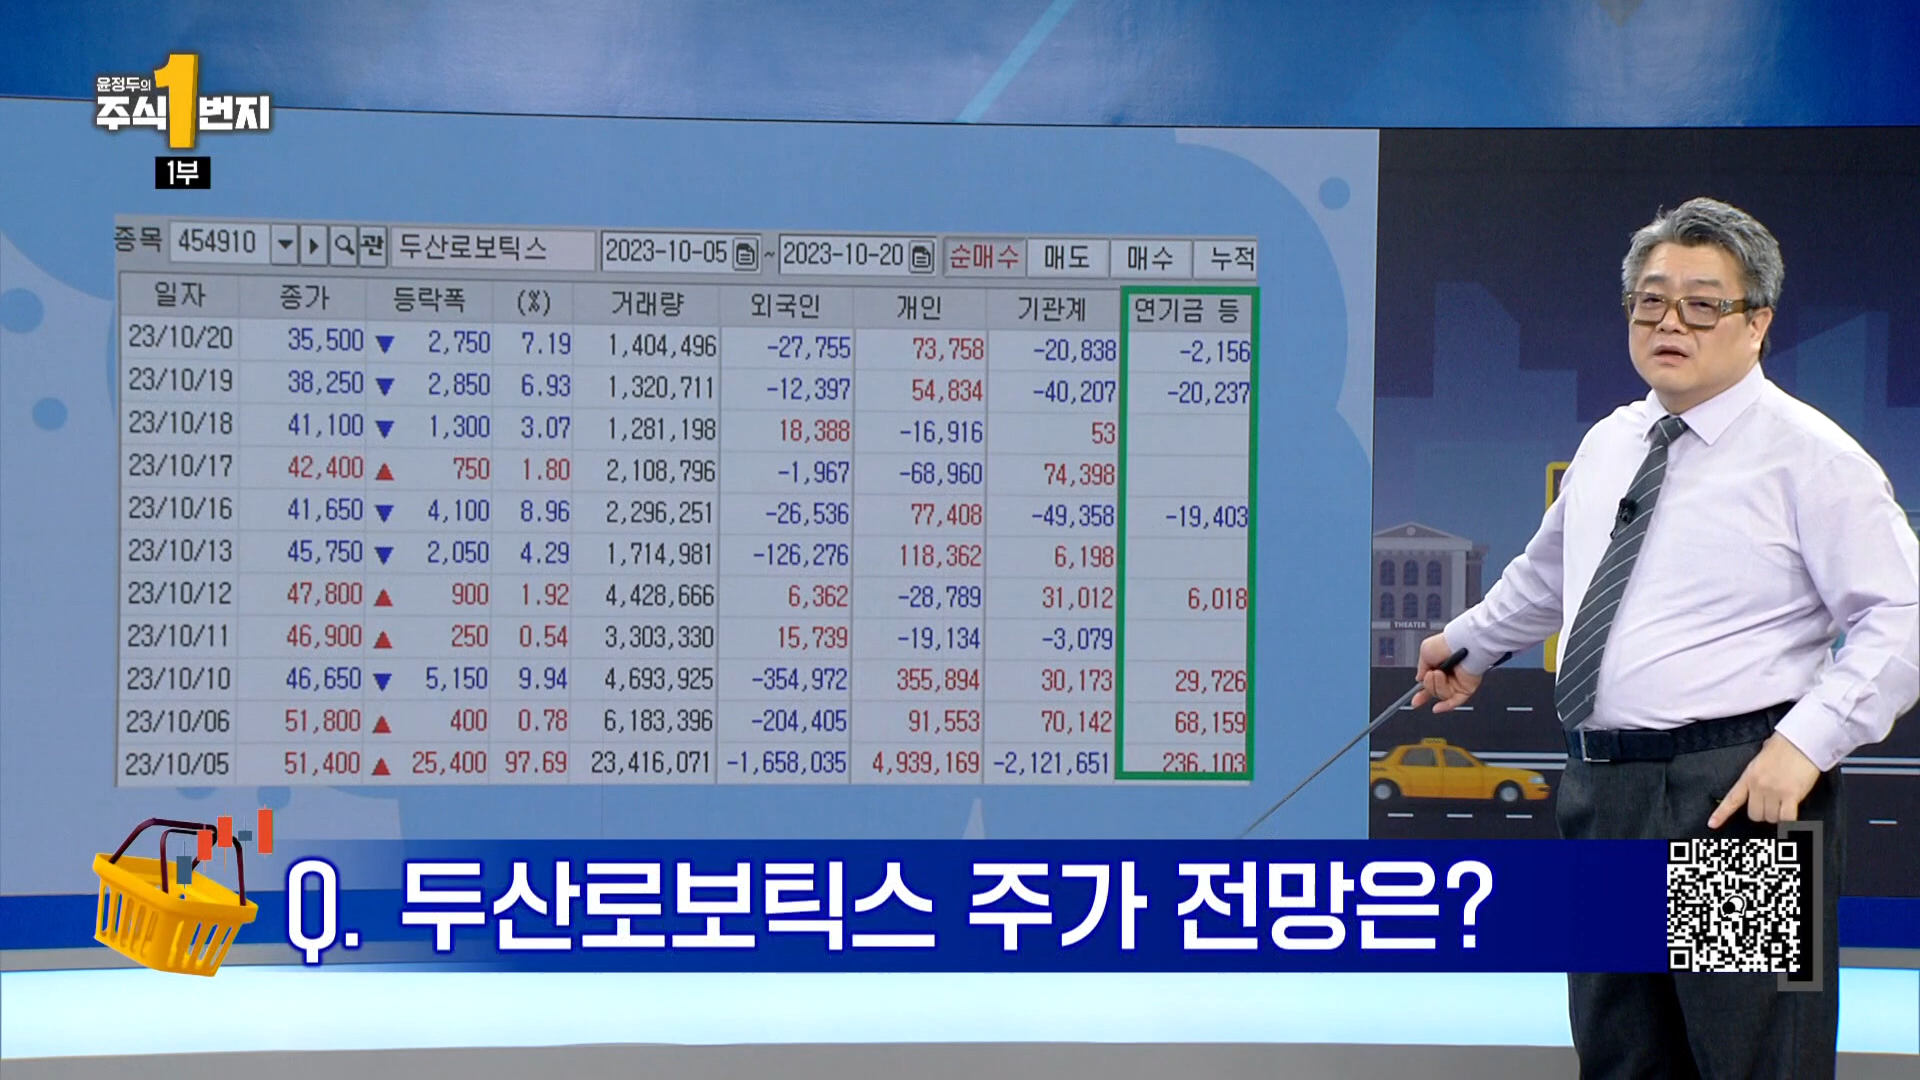 윤정두의
주식1번지
1부
종목 454910 관 두산로보틱스 2023-10-05 ~ 2023-10-20 순매수 매도 매수 누적
일자 종가 등락폭 (%) 거래량 외국인 개인 기관계 연기금 등
23/10/20 35,500 ▼ 2,750 7.19 1,404,496 -27,755 73,758 -20,838 -2,156
23/10/19 38,250 ▼ 2,850 6.93 1,320,711 -12,397 54,834 -40,207 -20,237
23/10/18 41,100 ▼ 1,300 3.07 1,281,198 18,388 -16,916 53
23/10/17 42,400 ▲ 750 1.80 2,108,796 -1,967 -68,960 74,398
23/10/16 41,650 ▼ 4,100 8.96 2,296,251 -26,536 77,408 -49,358 -19,403
23/10/13 45,750 ▼ 2,050 4.29 1,714,981 -126,276 118,362 6,198
23/10/12 47,800 ▲ 900 1.92 4,428,666 6,362 -28,789 31,012 6,018
23/10/11 46,900 ▲ 250 0.54 3,303,330 15,739 -19,134 -3,079
23/10/10 46,650 ▼ 5,150 9.94 4,693,925 -354,972 355,894 30,173 29,726
23/10/06 51,800 ▲ 400 0.78 6,183,396 -204,405 91,553 70,142 68,159
23/10/05 51,400 ▲ 25,400 97.69 23,416,071 -1,658,035 4,939,169 -2,121,651 236,103
THEATER
Q. 두산로보틱스 주가 전망은?